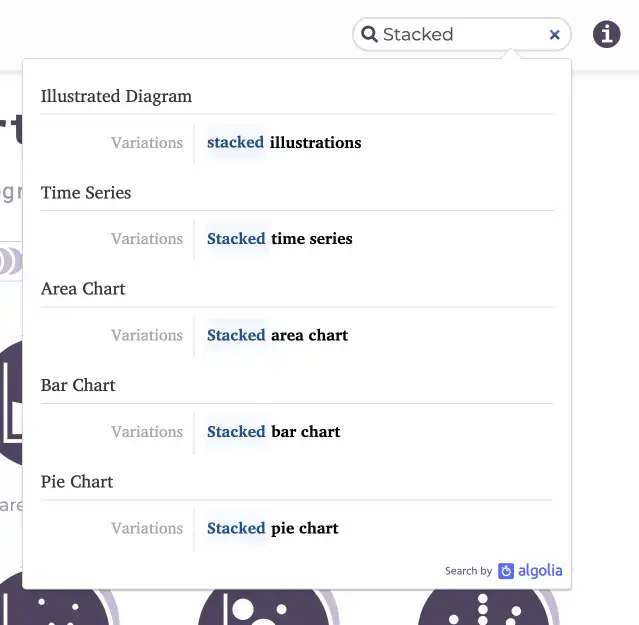 Stacked
Illustrated Diagram
Variations stacked illustrations
Time Series
Variations Stacked time series
Area Chart
Variations Stacked area chart
Bar Chart
Variations Stacked bar chart
Pie Chart
Variations Stacked pie chart
Search by algolia